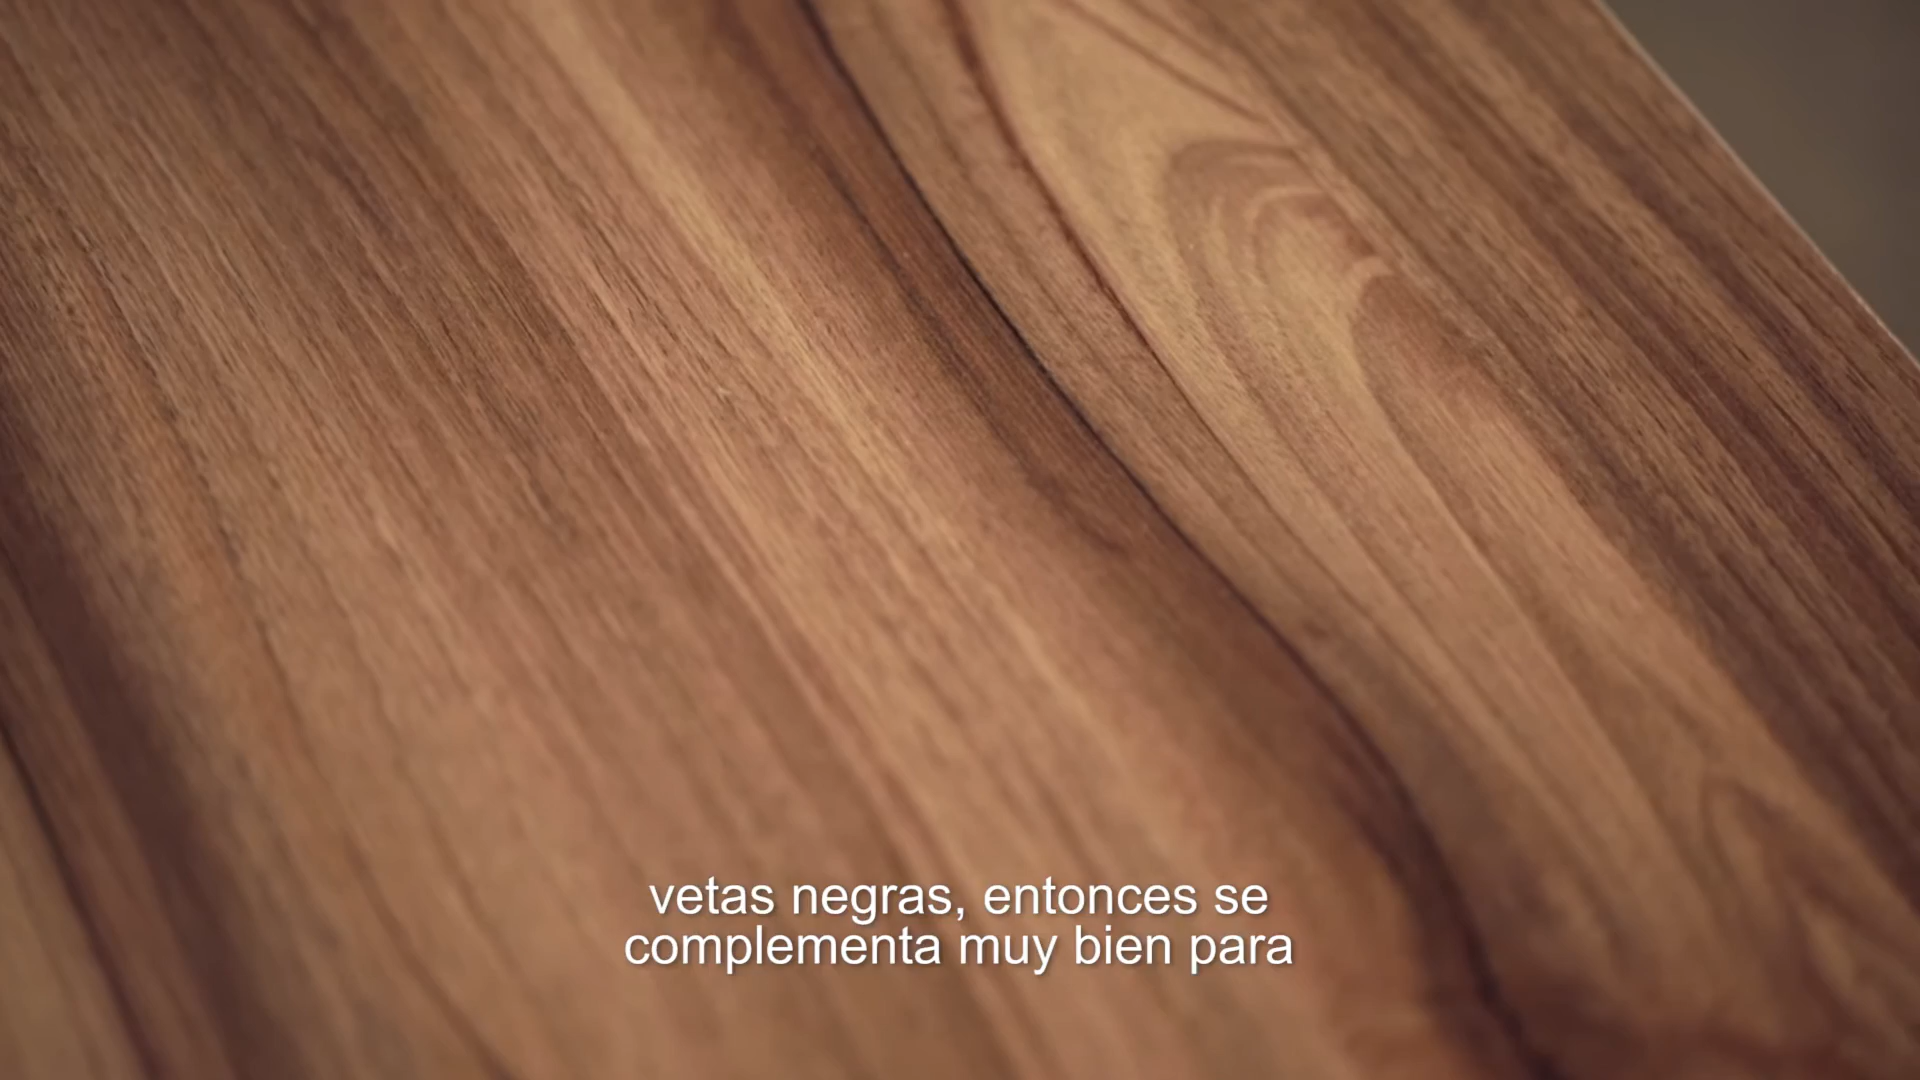 vetas negras, entonces se
complementa muy bien para